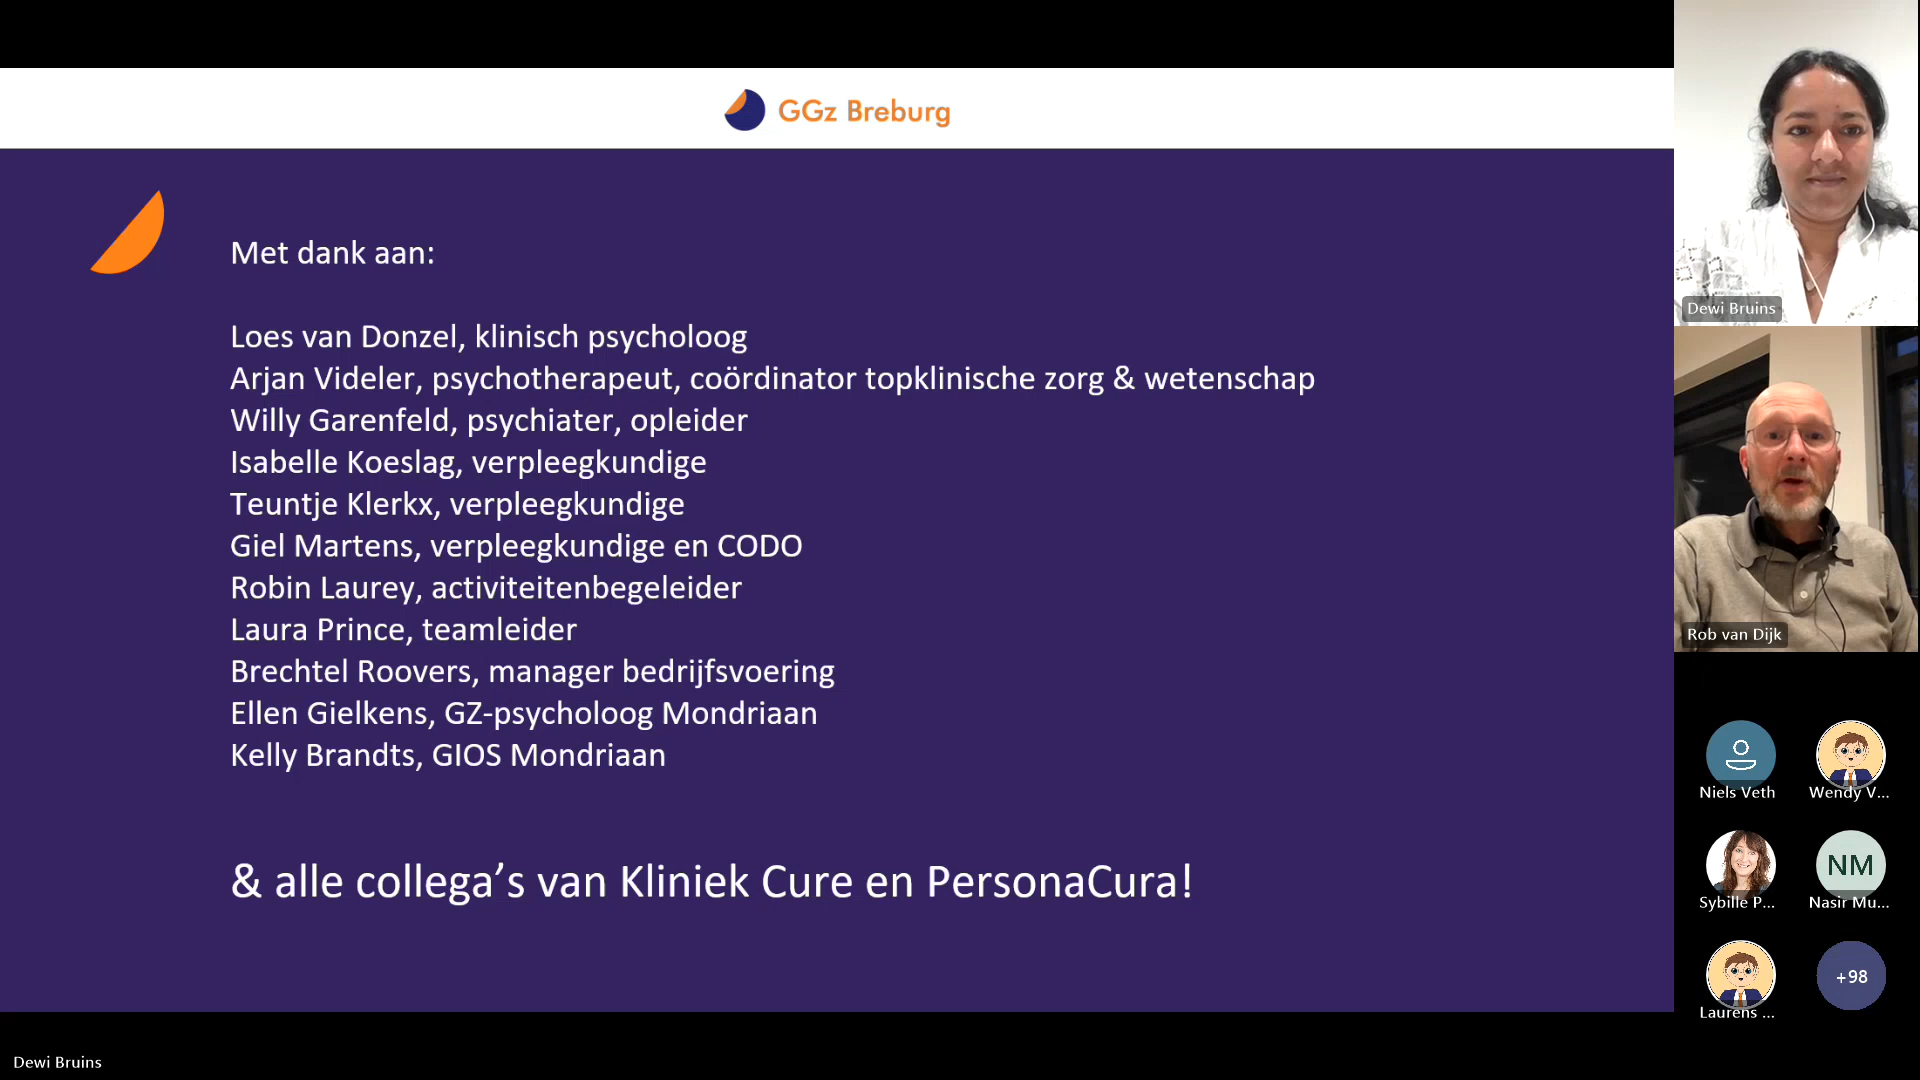 GGz Breburg
Met dank aan:
Loes van Donzel, klinisch psycholoog
Arjan Videler, psychotherapeut, coördinator topklinische zorg & wetenschap
Willy Garenfeld, psychiater, opleider
Isabelle Koeslag, verpleegkundige
Teuntje Klerkx, verpleegkundige
Giel Martens, verpleegkundige en CODO
Robin Laurey, activiteitenbegeleider
Laura Prince, teamleider
Brechtel Roovers, manager bedrijfsvoering
Ellen Gielkens, GZ-psycholoog Mondriaan
Kelly Brandts, GIOS Mondriaan
& alle collega’s van Kliniek Cure en PersonaCura!
Dewi Bruins
Rob van Dijk
Niels Veth
Wendy V...
Sybille P...
NM
Nasir Mu...
Laurens ...
+98
Dewi Bruins